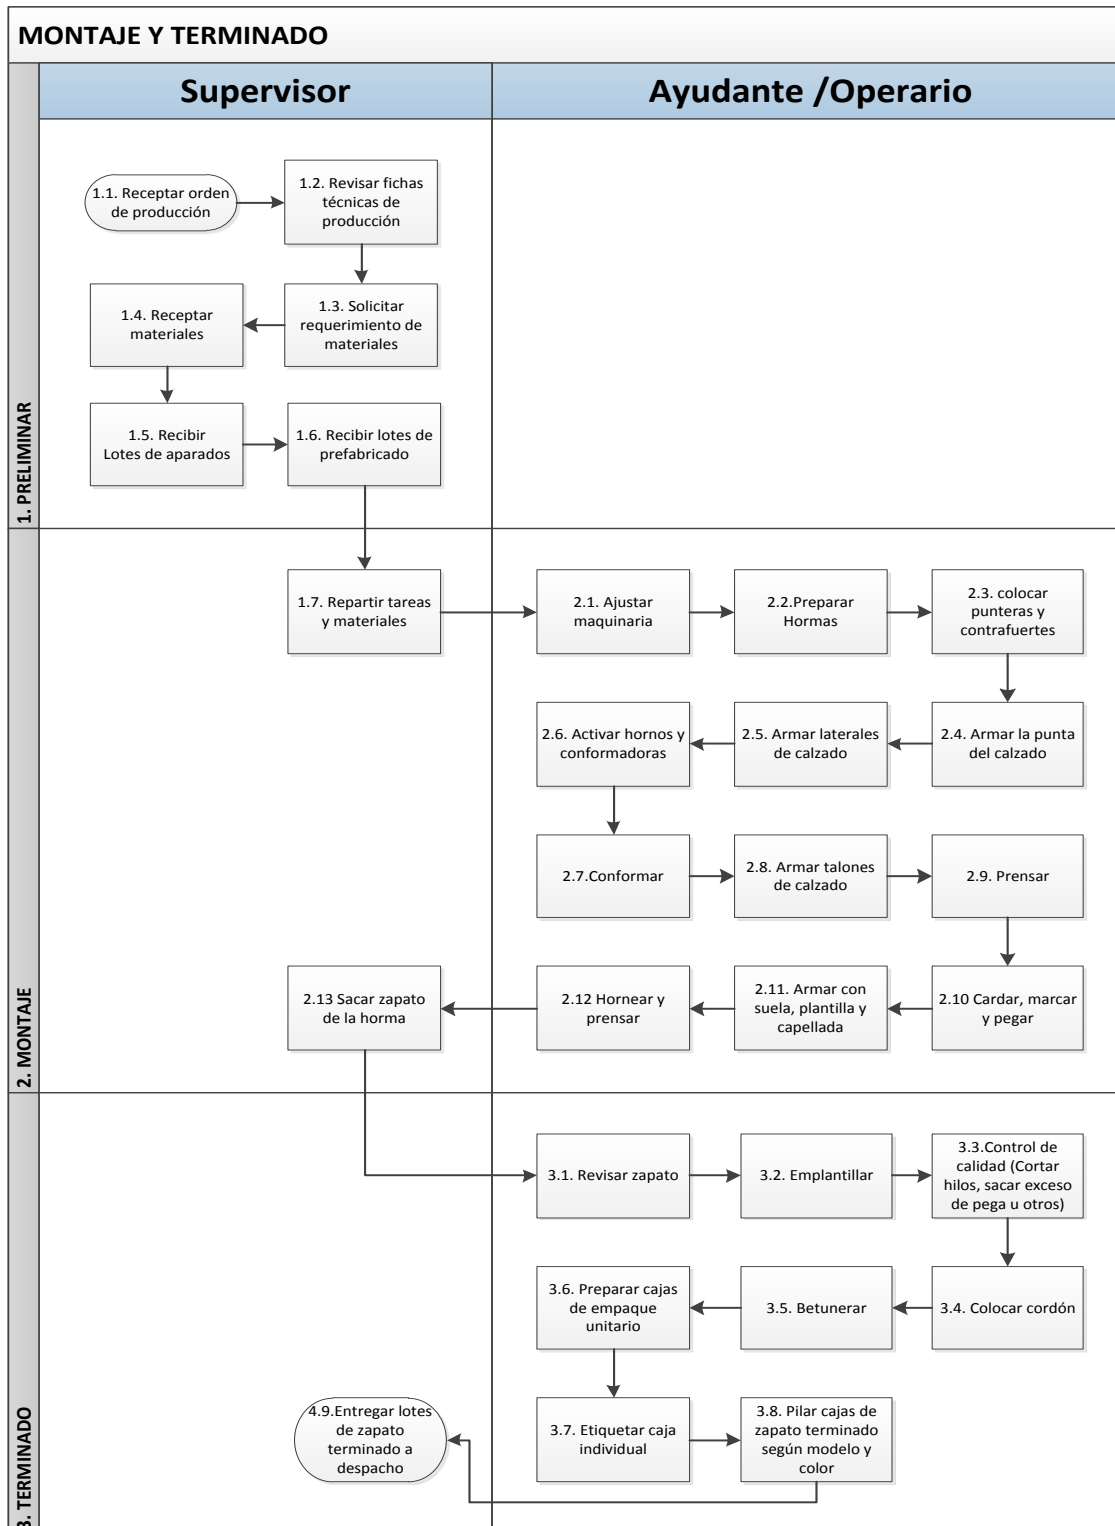 MONTAJE Y TERMINADO
Supervisor
Ayudante /Operario
1. PRELIMINAR
1.1. Receptar orden
de producción
1.2. Revisar fichas
técnicas de
producción
1.3. Solicitar
requerimiento de
materiales
1.4. Receptar
materiales
1.5. Recibir
Lotes de aparados
1.6. Recibir lotes de
prefabricado
2. MONTAJE
1.7. Repartir tareas
y materiales
2.1. Ajustar
maquinaria
2.2.Preparar
Hormas
2.3. colocar
punteras y
contrafuertes
2.4. Armar la punta
del calzado
2.5. Armar laterales
de calzado
2.6. Activar hornos y
conformadoras
2.7.Conformar
2.8. Armar talones
de calzado
2.9. Prensar
2.10 Cardar, marcar
y pegar
2.11. Armar con
suela, plantilla y
capellada
2.12 Hornear y
prensar
2.13 Sacar zapato
de la horma
3. TERMINADO
3.1. Revisar zapato
3.2. Emplantillar
3.3.Control de
calidad (Cortar
hilos, sacar exceso
de pega u otros)
3.4. Colocar cordón
3.5. Betunerar
3.6. Preparar cajas
de empaque
unitario
3.7. Etiquetar caja
individual
3.8. Pilar cajas de
zapato terminado
según modelo y
color
4.9.Entregar lotes
de zapato
terminado a
despacho